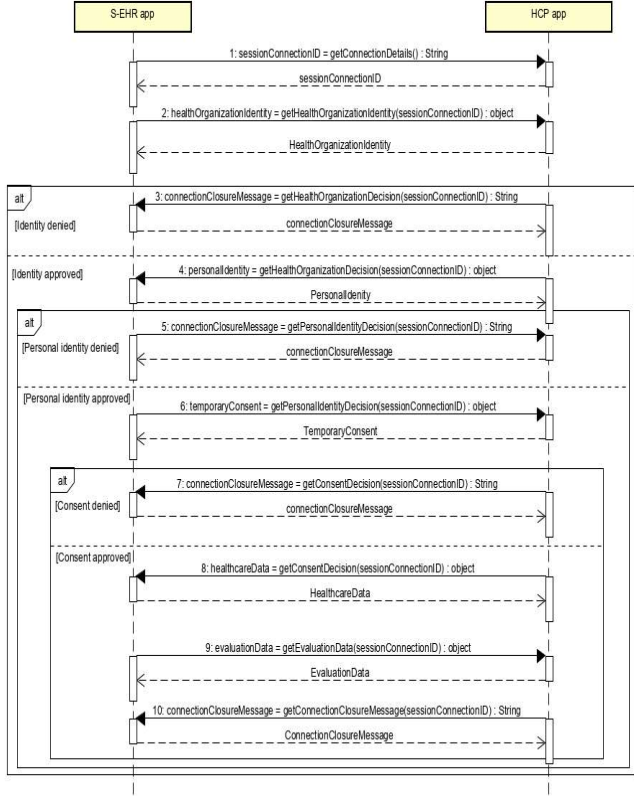 S-EHR app
HCP app
1: sessionConnectionID = getConnectionDetails() : String
sessionConnectionID
2: healthOrganizationIdentity = getHealthOrganizationIdentity(sessionConnectionID) : object
HealthOrganizationIdentity
alt
3: connectionClosureMessage = getHealthOrganizationDecision(sessionConnectionID) : String
[Identity denied]
connectionClosureMessage
[Identity approved]
4: personalIdentity = getHealthOrganizationDecision(sessionConnectionID) : object
PersonalIdenity
alt
5: connectionClosureMessage = getPersonalIdentityDecision(sessionConnectionID) : String
[Personal identity denied]
connectionClosureMessage
[Personal identity approved]
6: temporaryConsent = getPersonalIdentityDecision(sessionConnectionID) : object
TemporaryConsent
alt
7: connectionClosureMessage = getConsentDecision(sessionConnectionID) : String
[Consent denied]
connectionClosureMessage
[Consent approved]
8: healthcareData = getConsentDecision(sessionConnectionID) : object
HealthcareData
9: evaluationData = getEvaluationData(sessionConnectionID) : object
EvaluationData
10: connectionClosureMessage = getConnectionClosureMessage(sessionConnectionID) : String
ConnectionClosureMessage